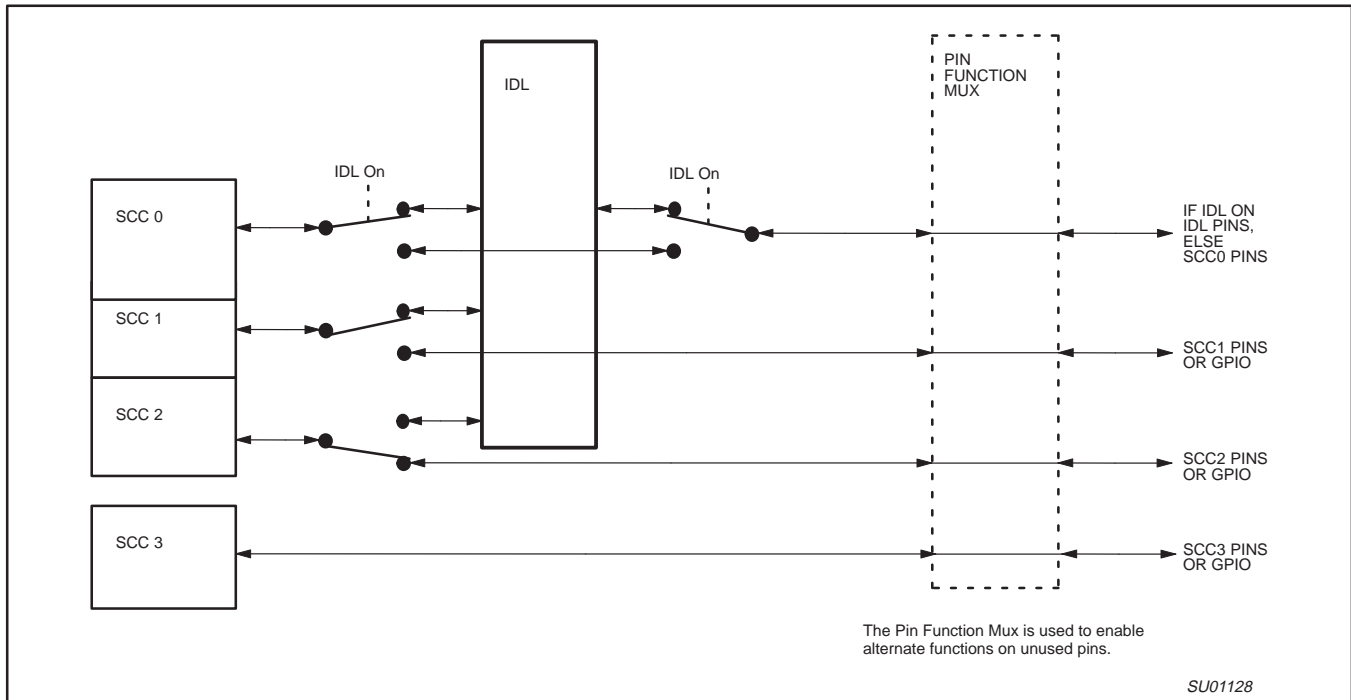 PIN
FUNCTION
MUX
IDL
IDL On
IDL On
SCC 0
IF IDL ON
IDL PINS,
ELSE
SCC0 PINS
SCC 1
SCC1 PINS
OR GPIO
SCC 2
SCC2 PINS
OR GPIO
SCC 3
SCC3 PINS
OR GPIO
The Pin Function Mux is used to enable
alternate functions on unused pins.
SU01128